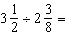 3 1/2 ÷ 2 3/8 =